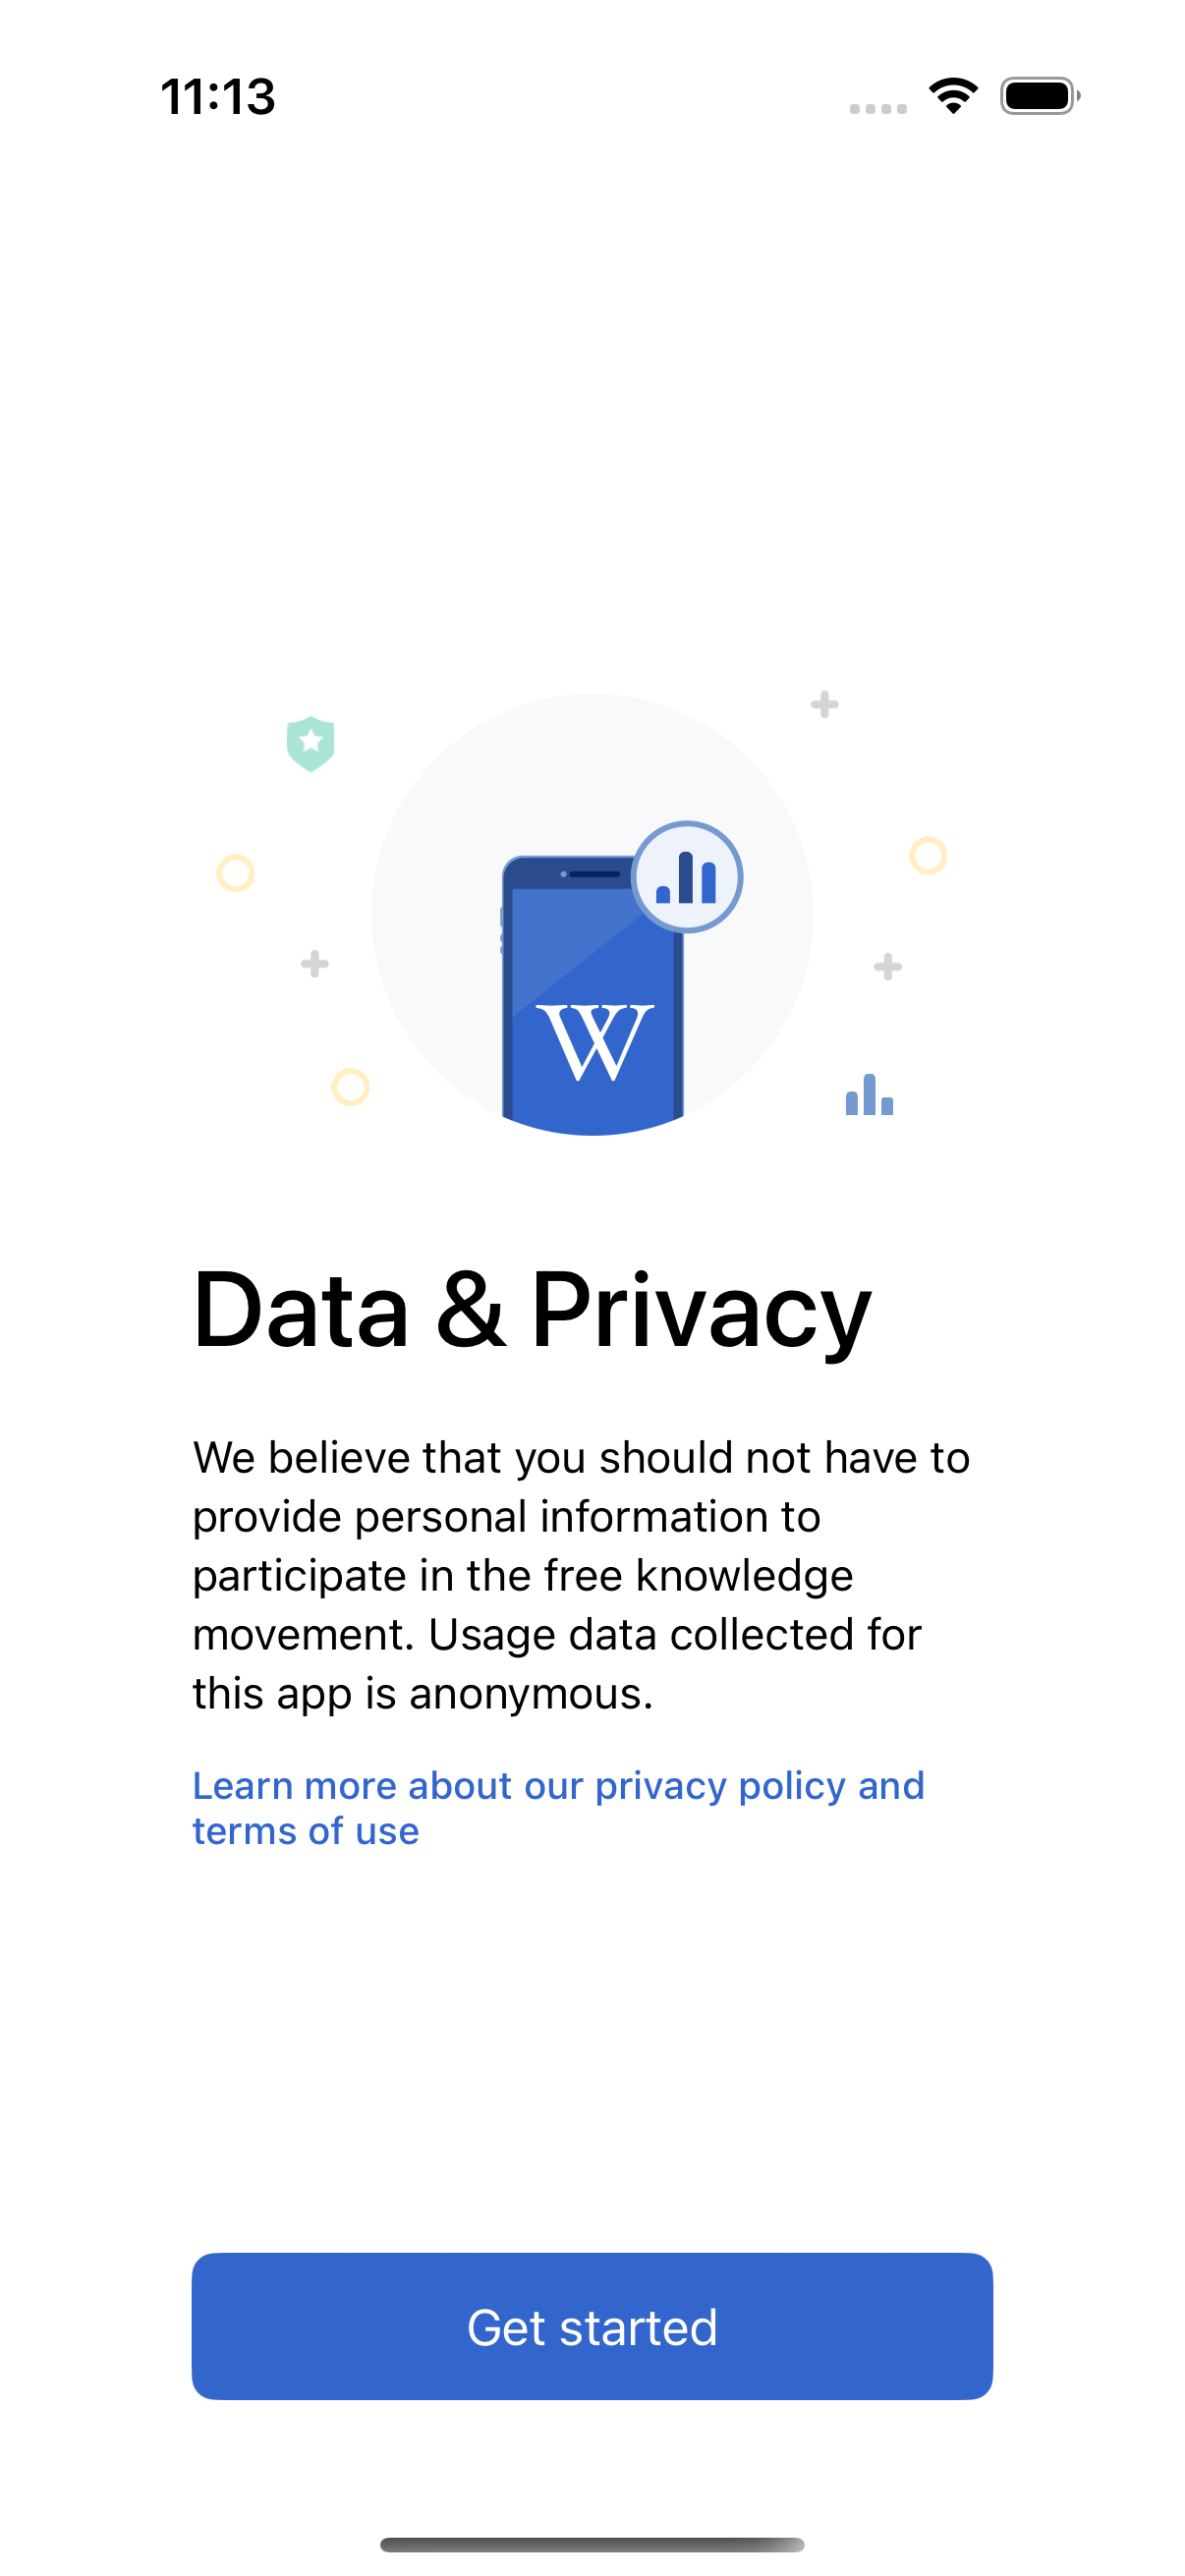 11:13
W
Data & Privacy
We believe that you should not have to
provide personal information to
participate in the free knowledge
movement. Usage data collected for
this app is anonymous.
Learn more about our privacy policy and
terms of use
Get started